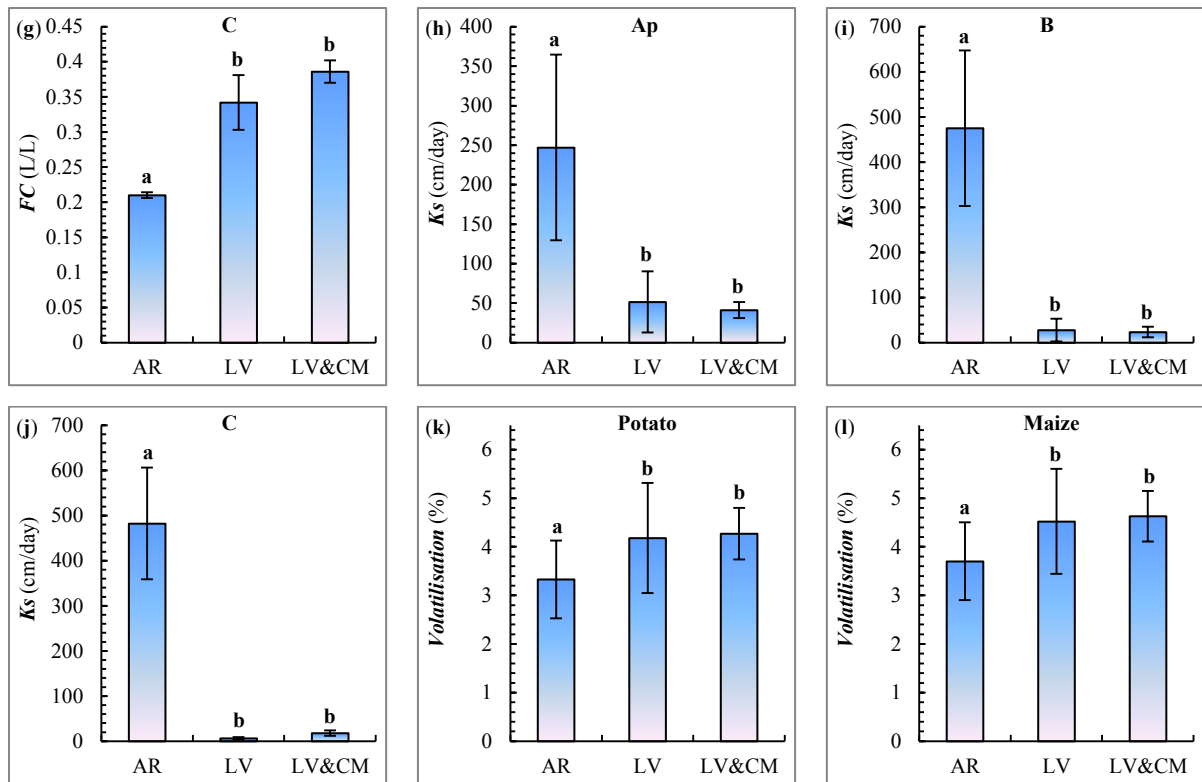 (g) C
0.45
0.4
0.35
0.3
0.25
0.2
0.15
0.1
0.05
0
FC (L/L)
a
b
b
AR LV LV&CM
(h) Ap
400
350
300
250
200
150
100
50
0
Ks (cm/day)
a
b
b
AR LV LV&CM
(i) B
700
600
500
400
300
200
100
0
Ks (cm/day)
a
b
b
AR LV LV&CM
(j) C
700
600
500
400
300
200
100
0
Ks (cm/day)
a
b
b
AR LV LV&CM
(k) Potato
6
5
4
3
2
1
0
Volatilisation (%)
a
b
b
AR LV LV&CM
(l) Maize
6
5
4
3
2
1
0
Volatilisation (%)
a
b
b
AR LV LV&CM